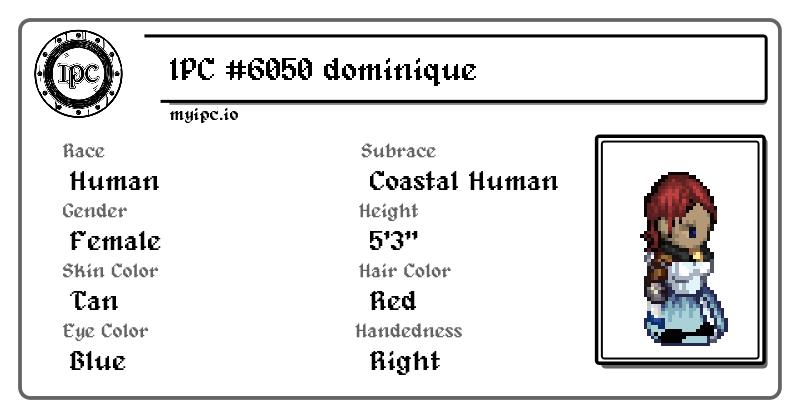 IPC
IPC #6050 dominique
myipc.io
Race
Human
Subrace
Coastal Human
Gender
Female
Height
5'3"
Skin Color
Tan
Hair Color
Red
Eye Color
Blue
Handedness
Right